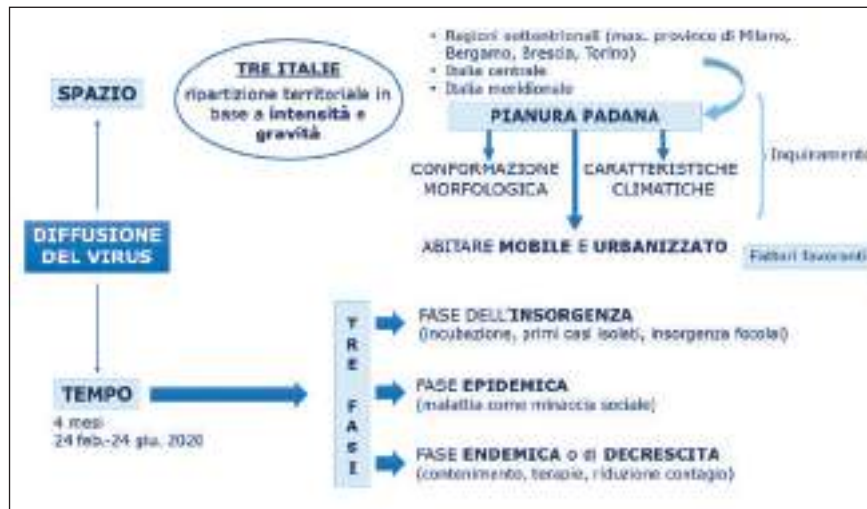 SPAZIO
TRE ITALIE
ripartizione territoriale in
base a intensità e
gravità
• Regioni settentrionali (max. province di Milano,
Bergamo, Brescia, Torino)
• Italia centrale
• Italia meridionale
PIANURA PADANA
CONFORMAZIONE
MORFOLOGICA
CARATTERISTICHE
CLIMATICHE
Inquinamento
ABITARE MOBILE E URBANIZZATO
Fattori favorenti
DIFFUSIONE
DEL VIRUS
TEMPO
4 mesi
24 feb.-24 giu. 2020
TRE FASI
FASE DELL'INSORGENZA
(incubazione, primi casi isolati, insorgenza focolai)
FASE EPIDEMICA
(malattia come minaccia sociale)
FASE ENDEMICA o di DECRESCITA
(contenimento, terapie, riduzione contagio)